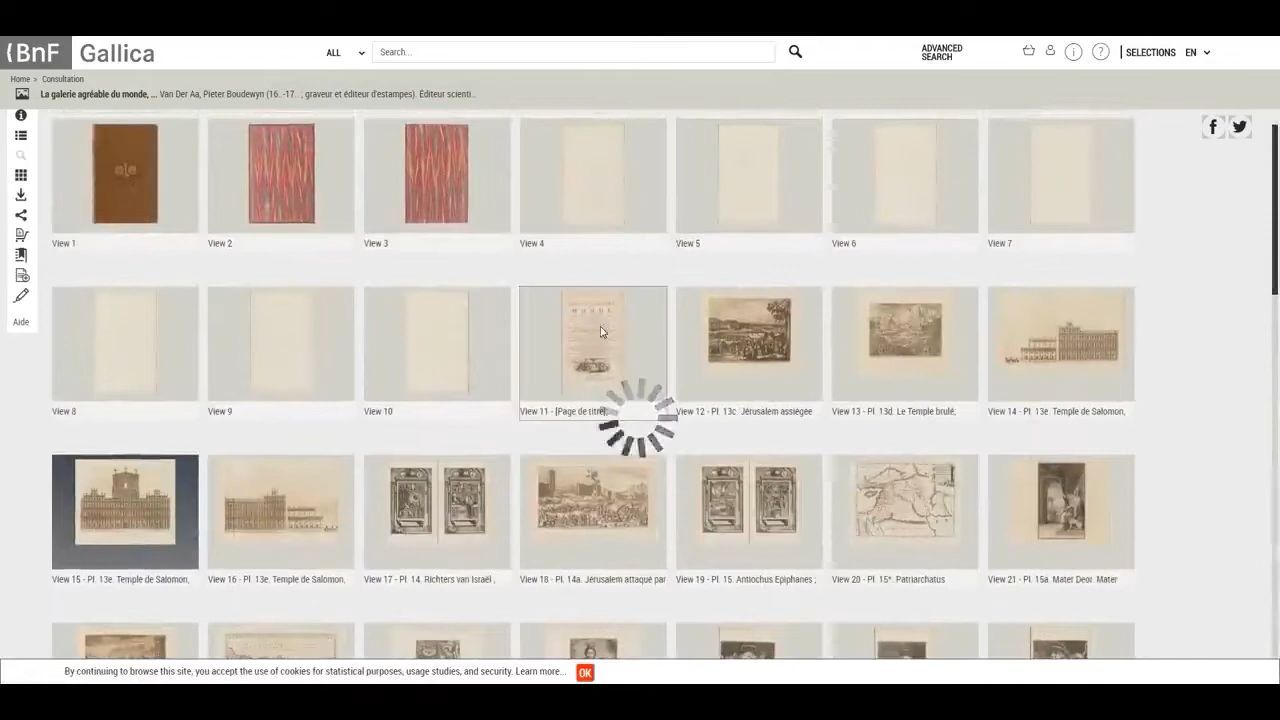 {BnF Gallica
ALL
Search...
ADVANCED
SEARCH
SELECTIONS
EN
Home > Consultation
La galerie agréable du monde, ... Van Der Aa, Pieter Boudewyn (16..-17.. ; graveur et éditeur d'estampes). Éditeur scienti...
Aide
View 1
View 2
View 3
View 4
View 5
View 6
View 7
View 8
View 9
View 10
View 11 - [Page de titre],
View 12 - Pl. 13c. Jérusalem assiégée
View 13 - Pl. 13d. Le Temple brulé,
View 14 - Pl. 13e. Temple de Salomon,
MONDE
View 15 - Pl. 13e. Temple de Salomon,
View 16 - Pl. 13e. Temple de Salomon,
View 17 - Pl. 14. Richters van Israël ,
View 18 - Pl. 14a. Jérusalem attaqué par
View 19 - Pl. 15. Antiochus Epiphanes ;
View 20 - Pl. 15*. Patriarchatus
View 21 - Pl. 15a. Mater Deor. Mater
By continuing to browse this site, you accept the use of cookies for statistical purposes, usage studies, and security. Learn more...
OK